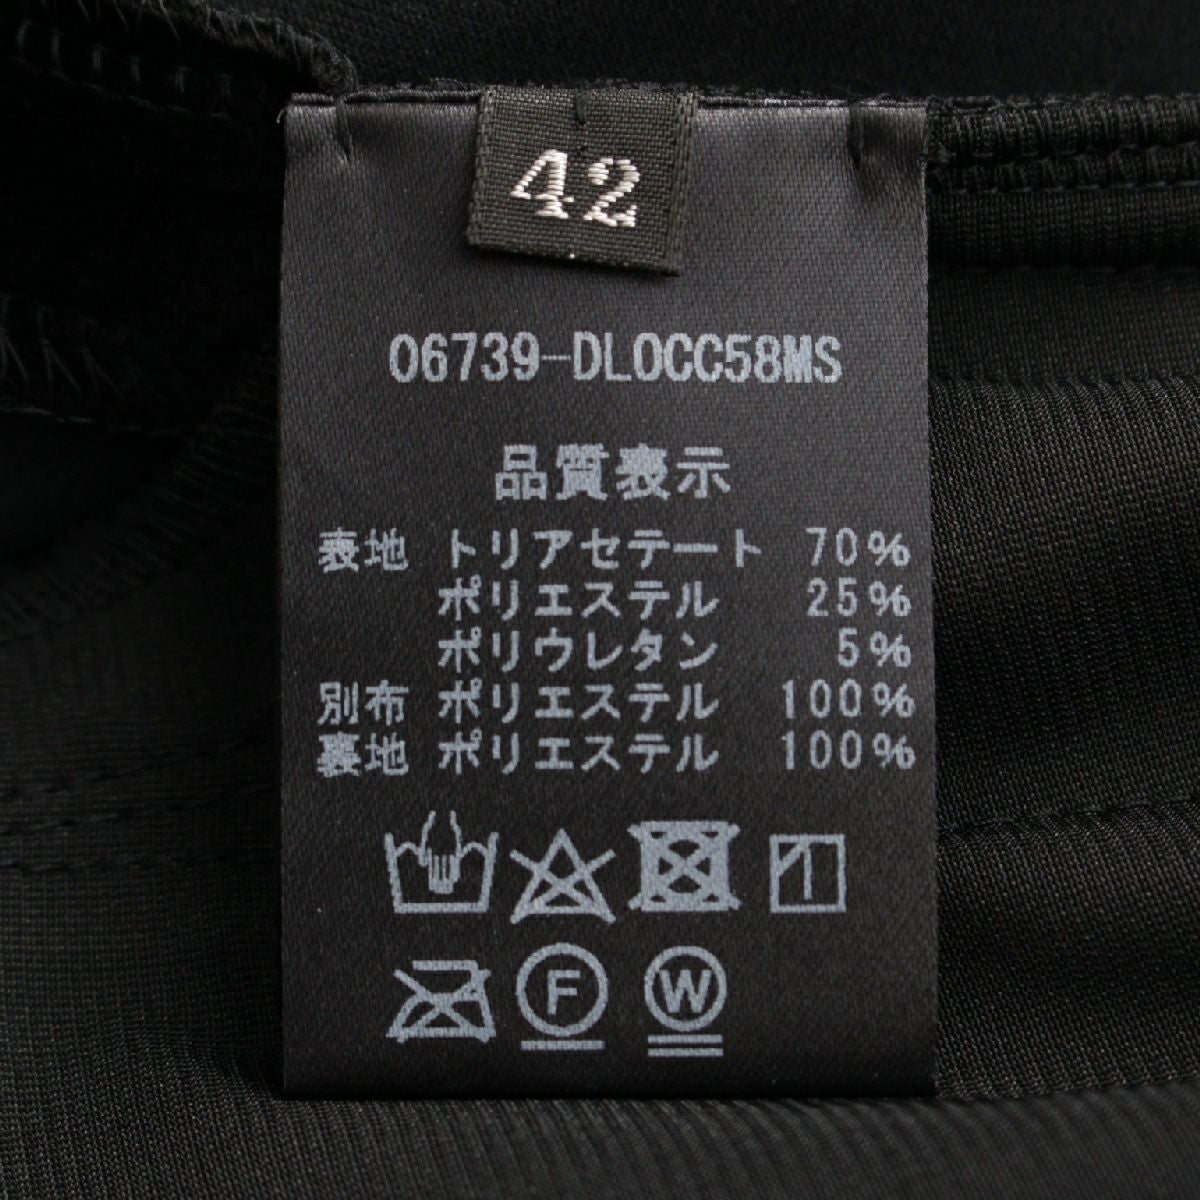 42
06739-DLOCC58MS
品質表示
表地 トリアセテート 70%
ポリエステル 25%
ポリウレタン 5%
別布 ポリエステル 100%
裏地 ポリエステル 100%
F W